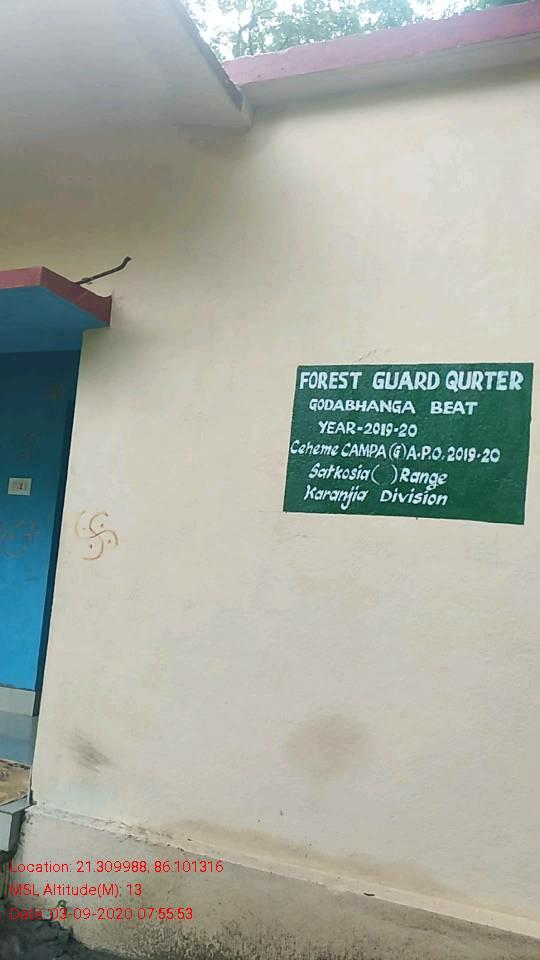 FOREST GUARD QURTER
GODABHANGA BEAT
YEAR-2019-20
Ceheme CAMPA(G)A.P.O. 2019-20
Satkosia( )Range
Karanjia Division
Location: 21.309988, 86.101316
MSL Altitude(M): 13
Date: 03-09-2020 07:55:53